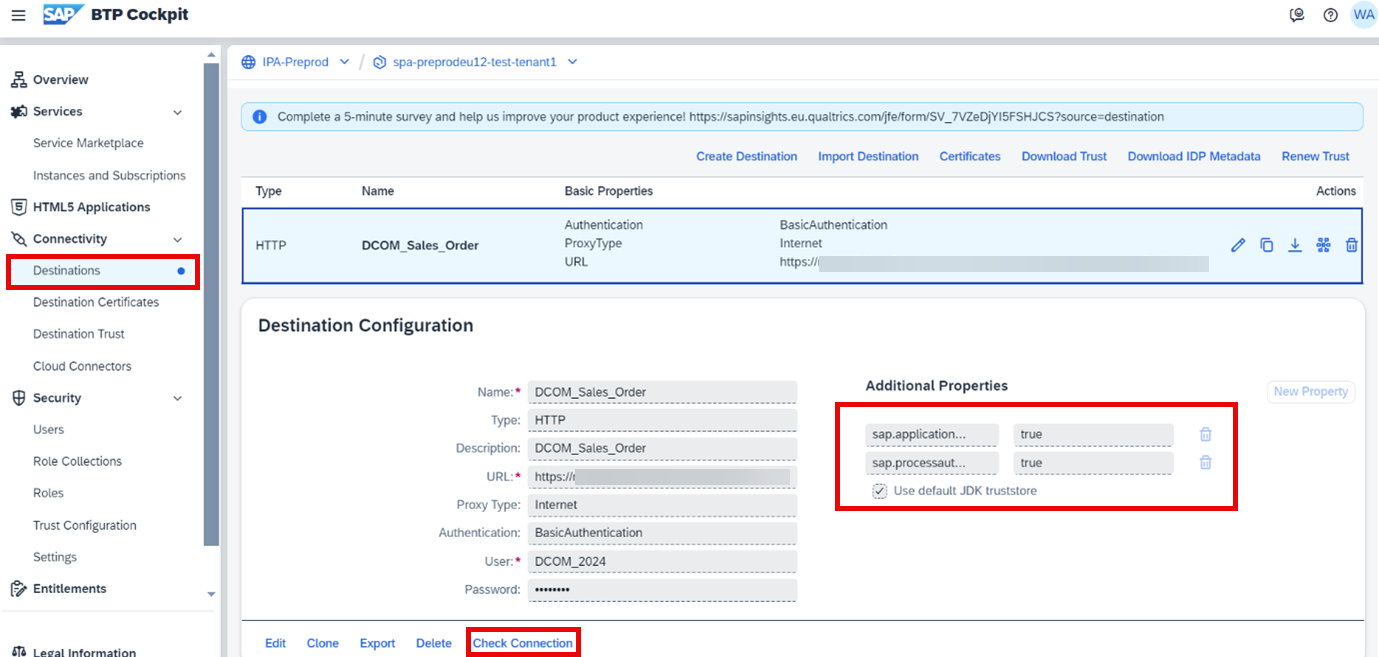 SAP BTP Cockpit
WA
Overview
Services
Service Marketplace
Instances and Subscriptions
HTML5 Applications
Connectivity
Destinations
Destination Certificates
Destination Trust
Cloud Connectors
Security
Users
Role Collections
Roles
Trust Configuration
Settings
Entitlements
Legal Information
IPA-Preprod / spa-preprodeu12-test-tenant1
Complete a 5-minute survey and help us improve your product experience! https://sapinsights.eu.qualtrics.com/jfe/form/SV_7VZeDjYI5FSHJCS?source=destination
Create Destination Import Destination Certificates Download Trust Download IDP Metadata Renew Trust
Type Name Basic Properties Actions
Authentication BasicAuthentication
HTTP DCOM_Sales_Order ProxyType Internet
URL https://
Destination Configuration
Additional Properties
New Property
Name:* DCOM_Sales_Order
Type: HTTP
Description: DCOM_Sales_Order
URL:* https://
Proxy Type: Internet
Authentication: BasicAuthentication
User:* DCOM_2024
Password: ••••••••
sap.application... true
sap.processaut... true
Use default JDK truststore
Edit Clone Export Delete Check Connection